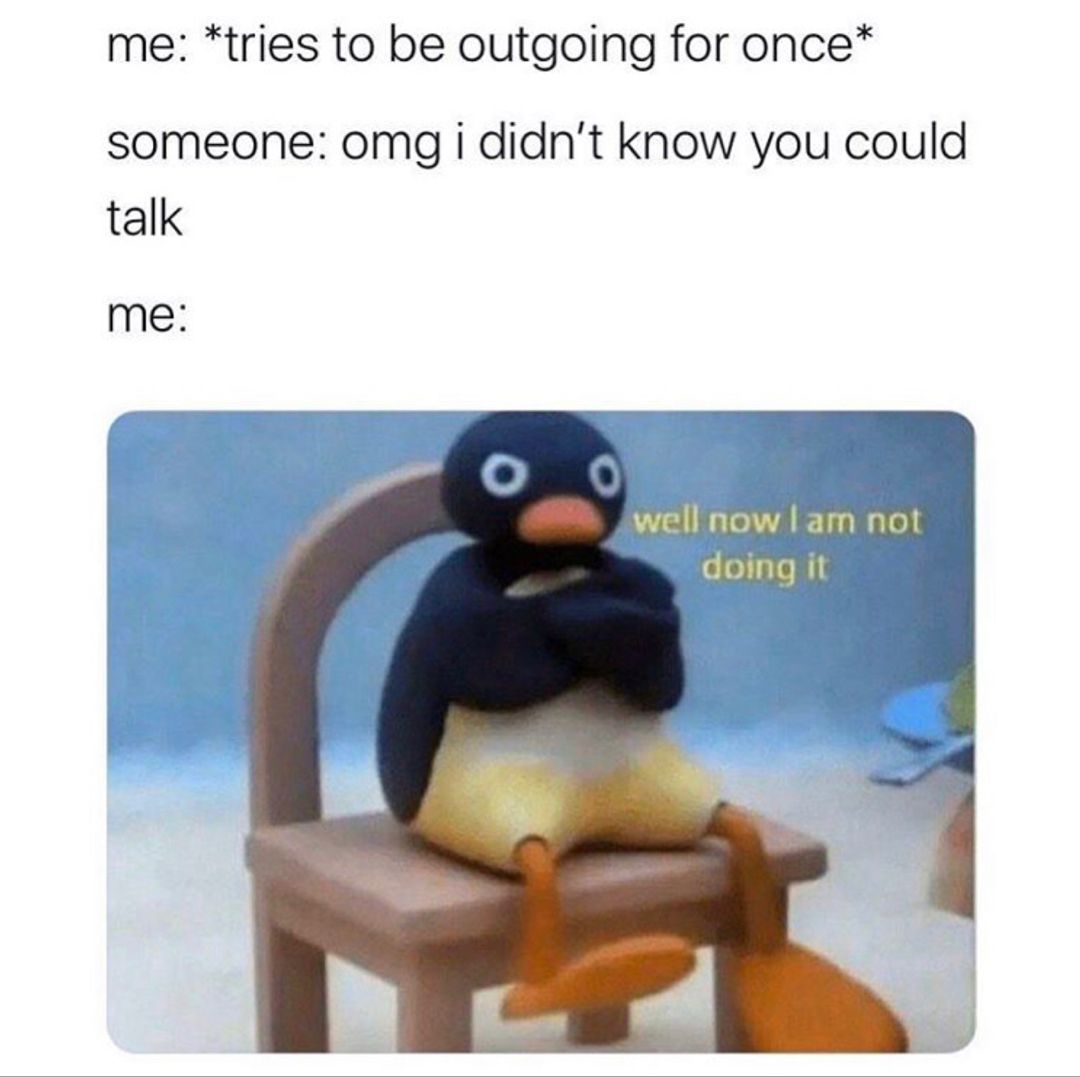 me: *tries to be outgoing for once*
someone: omg i didn't know you could
talk
me:
well now I am not
doing it